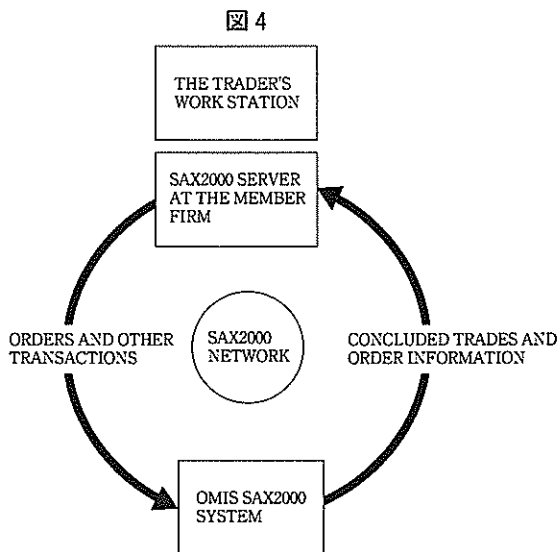 図 4
THE TRADER'S
WORK STATION
SAX2000 SERVER
AT THE MEMBER
FIRM
ORDERS AND OTHER
TRANSACTIONS
SAX2000
NETWORK
CONCLUDED TRADES AND
ORDER INFORMATION
OMIS SAX2000
SYSTEM